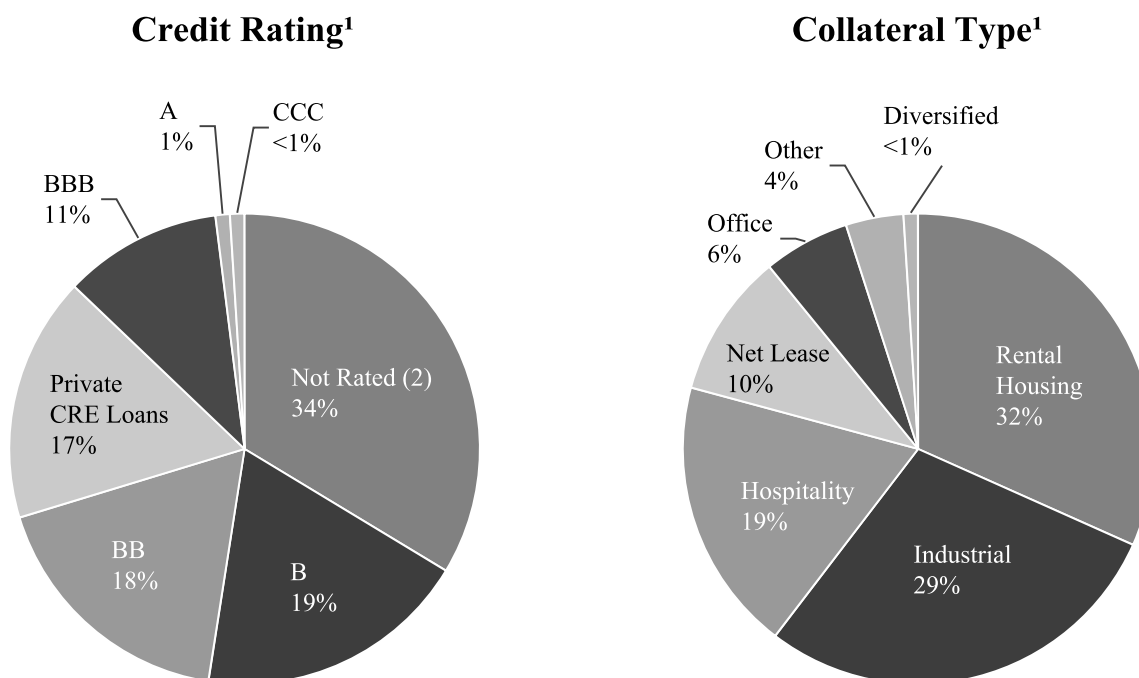 Credit Rating¹
A
1%
CCC
<1%
BBB
11%
Not Rated (2)
34%
Private
CRE Loans
17%
BB
18%
B
19%
Collateral Type¹
Diversified
<1%
Other
4%
Office
6%
Net Lease
10%
Rental
Housing
32%
Hospitality
19%
Industrial
29%